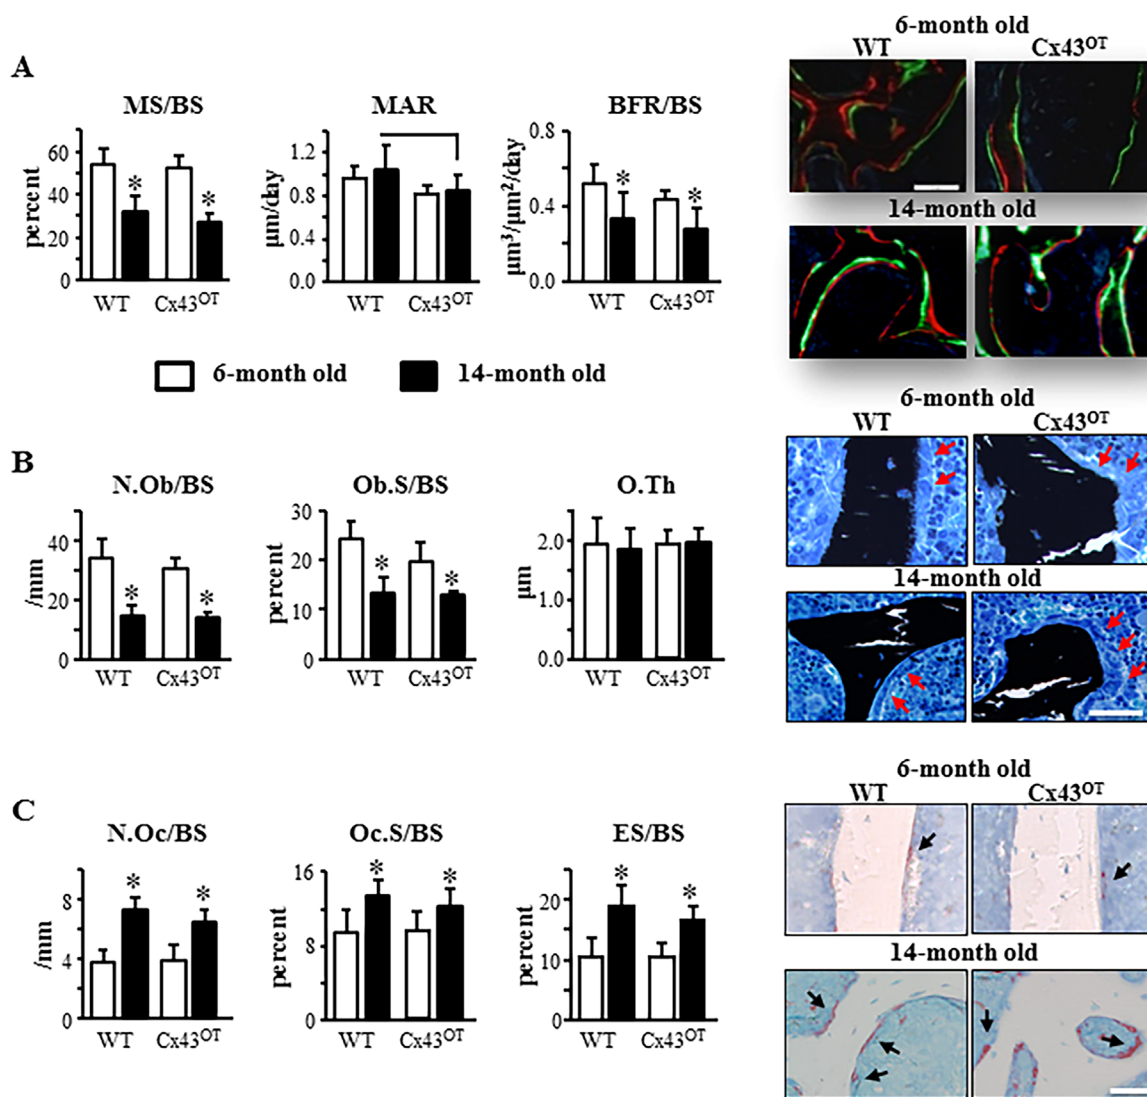 6-month old
WT Cx43OT
A
MS/BS MAR BFR/BS
percent
60
40
20
0
WT Cx43OT
µm/day
1.2
0.8
0.4
0.0
WT Cx43OT
µm3/µm2/day
0.8
0.4
0.0
WT Cx43OT
* * * *
14-month old
6-month old 14-month old
6-month old
WT Cx43OT
B
N.Ob/BS Ob.S/BS O.Th
/mm
40
20
0
WT Cx43OT
percent
30
20
10
0
WT Cx43OT
µm
2.0
1.0
0.0
WT Cx43OT
* * * *
14-month old
6-month old
WT Cx43OT
C
N.Oc/BS Oc.S/BS ES/BS
/mm
8
4
0
WT Cx43OT
percent
16
8
0
WT Cx43OT
percent
20
10
0
WT Cx43OT
* * * * * *
14-month old